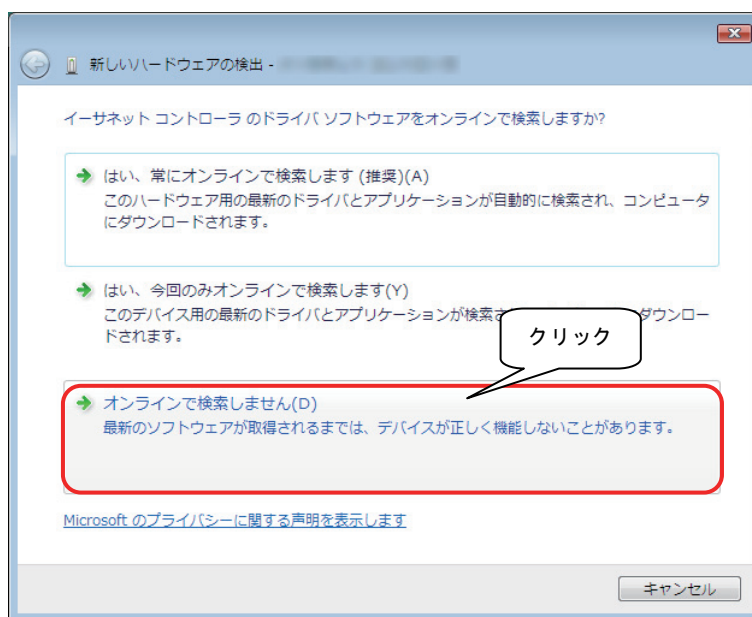 新しいハードウェアの検出 -
イーサネット コントローラ のドライバ ソフトウェアをオンラインで検索しますか?
はい、常にオンラインで検索します (推奨)(A)
このハードウェア用の最新のドライバとアプリケーションが自動的に検索され、コンピュータ
にダウンロードされます。
はい、今回のみオンラインで検索します(Y)
このデバイス用の最新のドライバとアプリケーションが検索さ ダウンロー
ドされます。
クリック
オンラインで検索しません(D)
最新のソフトウェアが取得されるまでは、デバイスが正しく機能しないことがあります。
Microsoft のプライバシーに関する声明を表示します
キャンセル